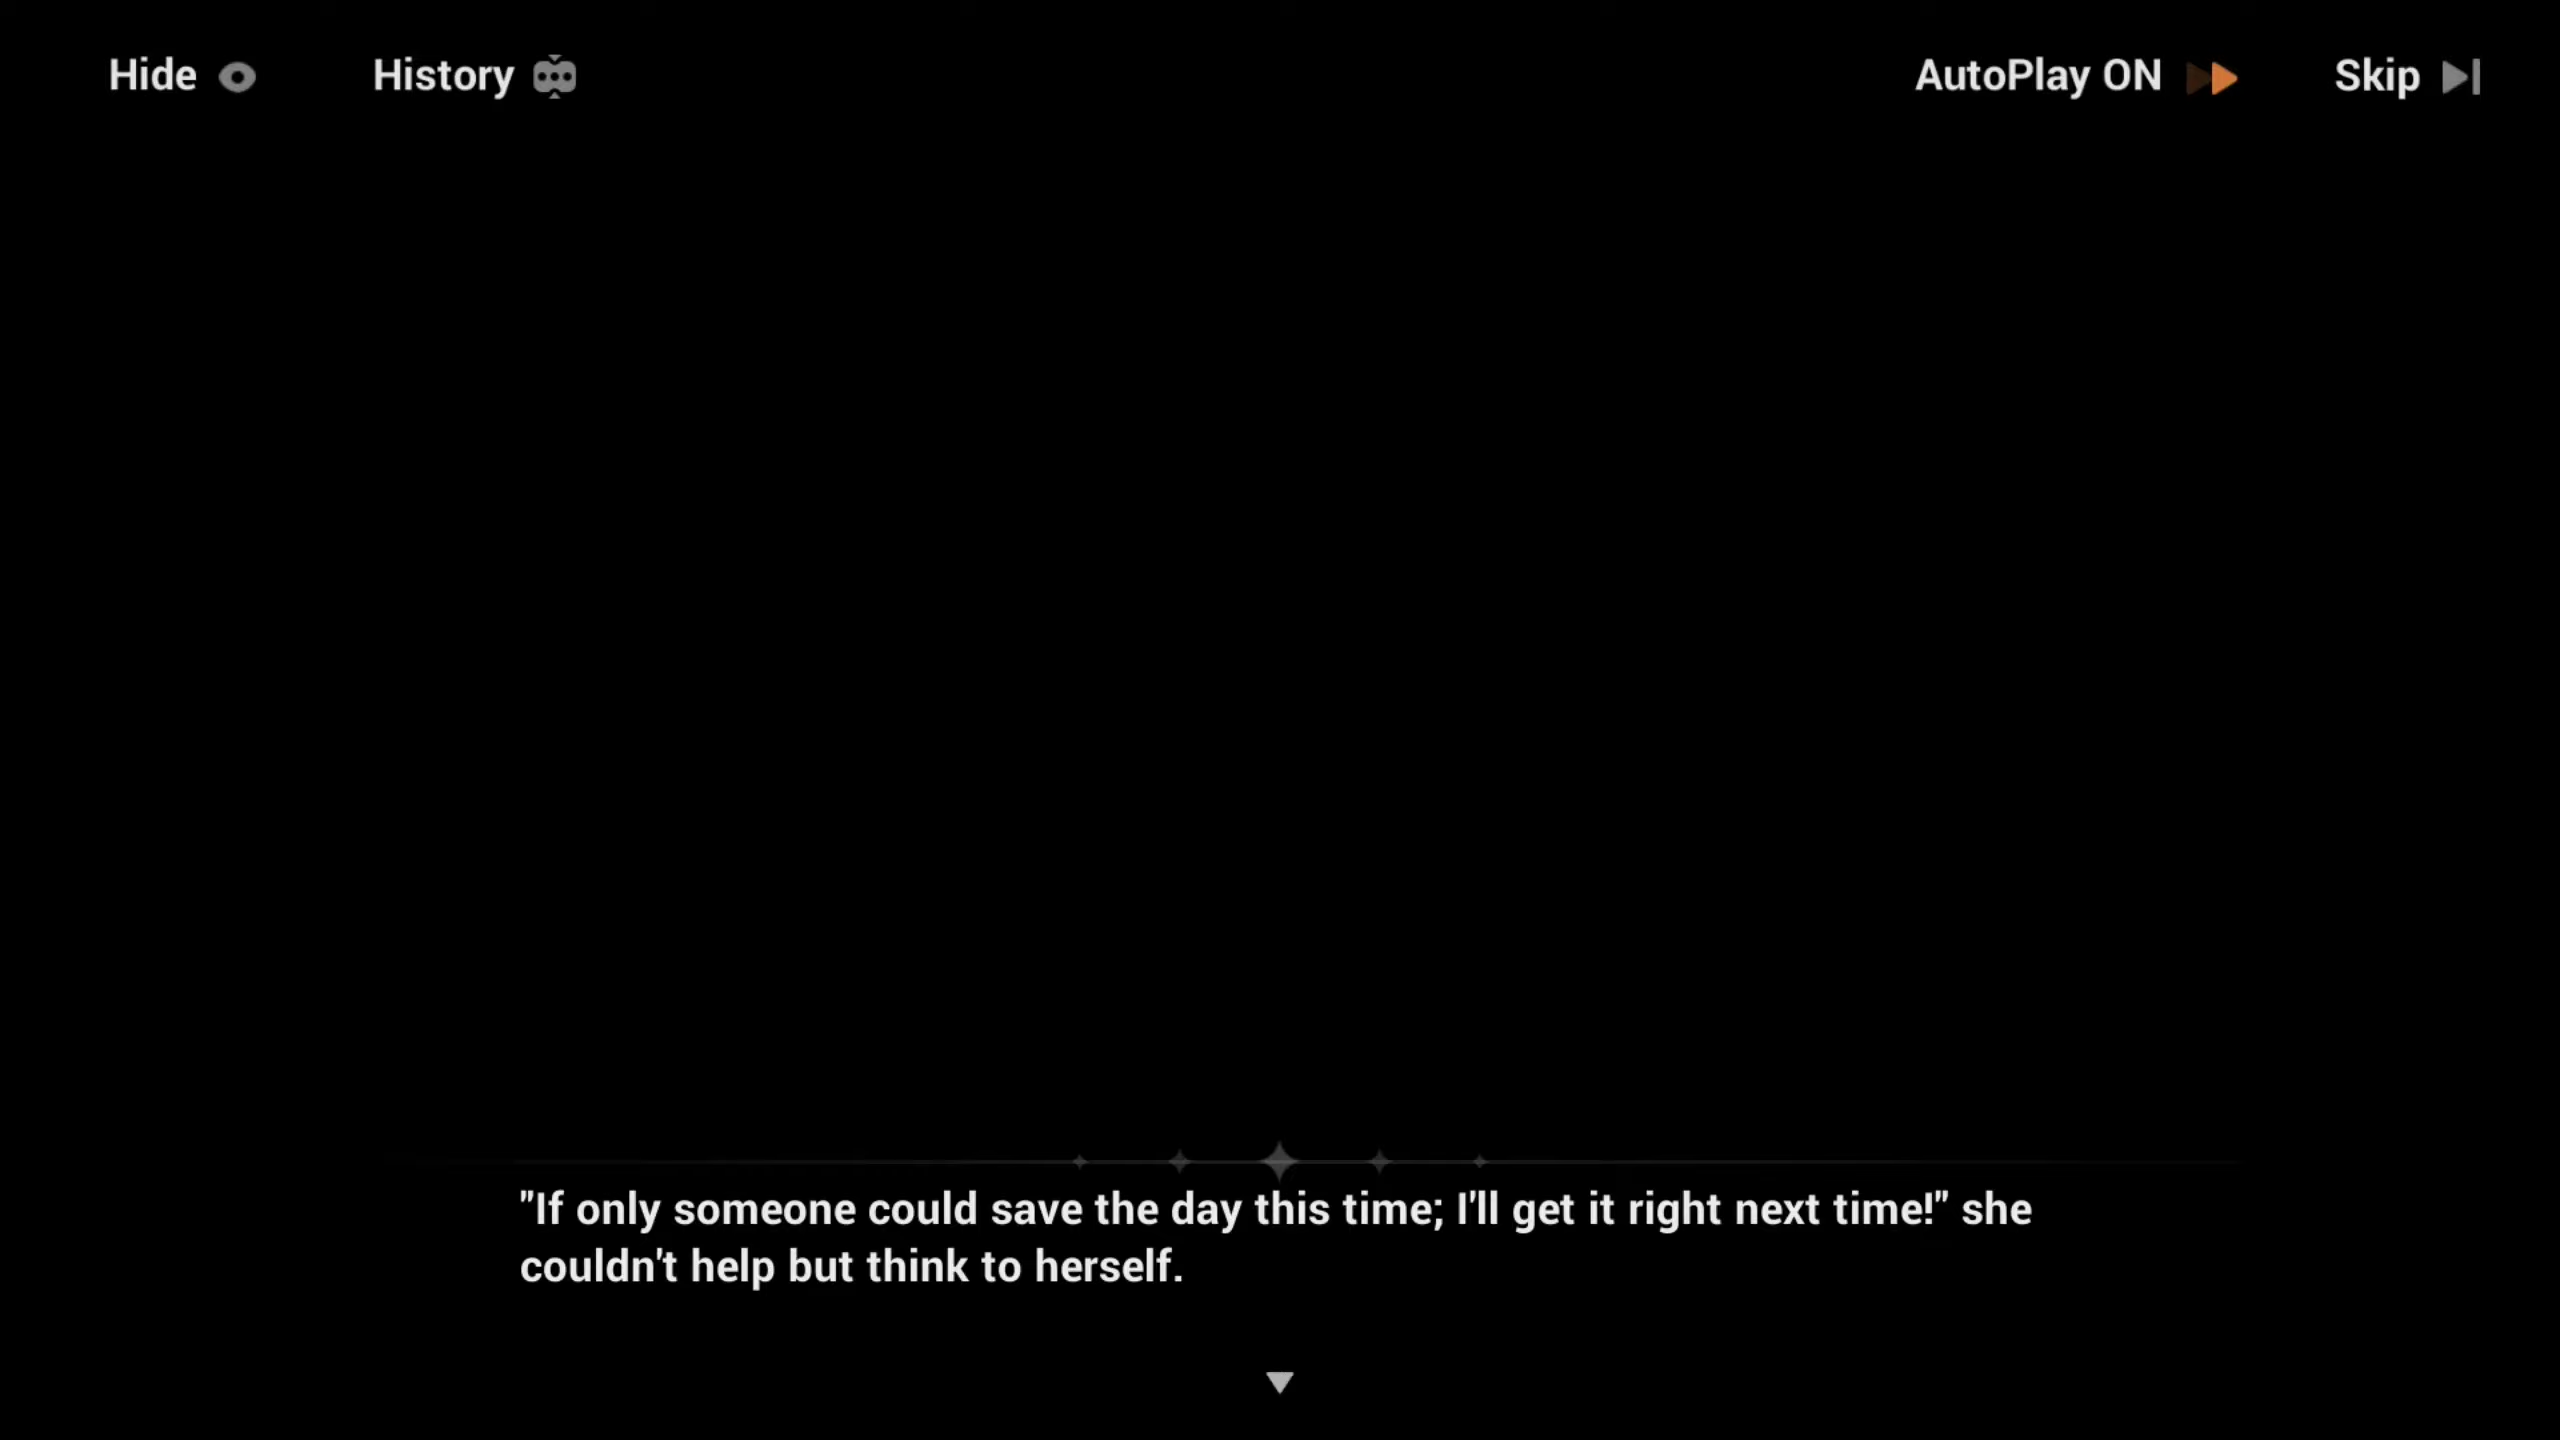 Hide
History
AutoPlay ON
Skip
"If only someone could save the day this time; I'll get it right next time!" she
couldn't help but think to herself.